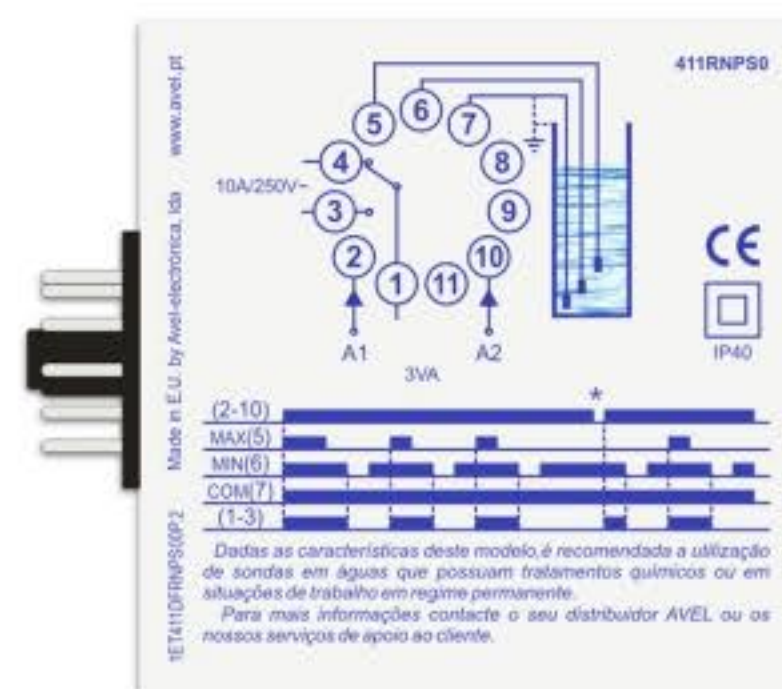 411RNPS0
www.avel.pt
Made in E.U. by Avel-electrónica, lda
1ET411DFRNPS00P.2
5
6
7
4
8
10A/250V~
3
9
2
10
1
11
A1
A2
3VA
CE
IP40
*
(2-10)
MAX(5)
MIN(6)
COM(7)
(1-3)
Dadas as características deste modelo, é recomendada a utilização
de sondas em águas que possuam tratamentos químicos ou em
situações de trabalho em regime permanente.
Para mais informações contacte o seu distribuidor AVEL ou os
nossos serviços de apoio ao cliente.